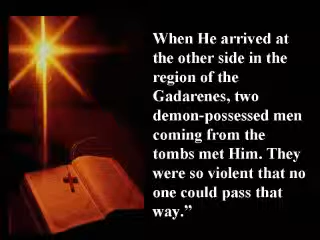 When He arrived at
the other side in the
region of the
Gadarenes, two
demon-possessed men
coming from the
tombs met Him. They
were so violent that no
one could pass that
way.”